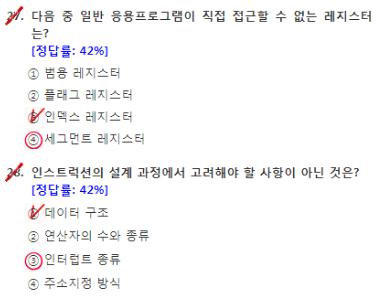 27. 다음 중 일반 응용프로그램이 직접 접근할 수 없는 레지스터
는?
[정답률: 42%]
① 범용 레지스터
② 플래그 레지스터
③ 인덱스 레지스터
④ 세그먼트 레지스터
28. 인스트럭션의 설계 과정에서 고려해야 할 사항이 아닌 것은?
[정답률: 42%]
① 데이터 구조
② 연산자의 수와 종류
③ 인터럽트 종류
④ 주소지정 방식